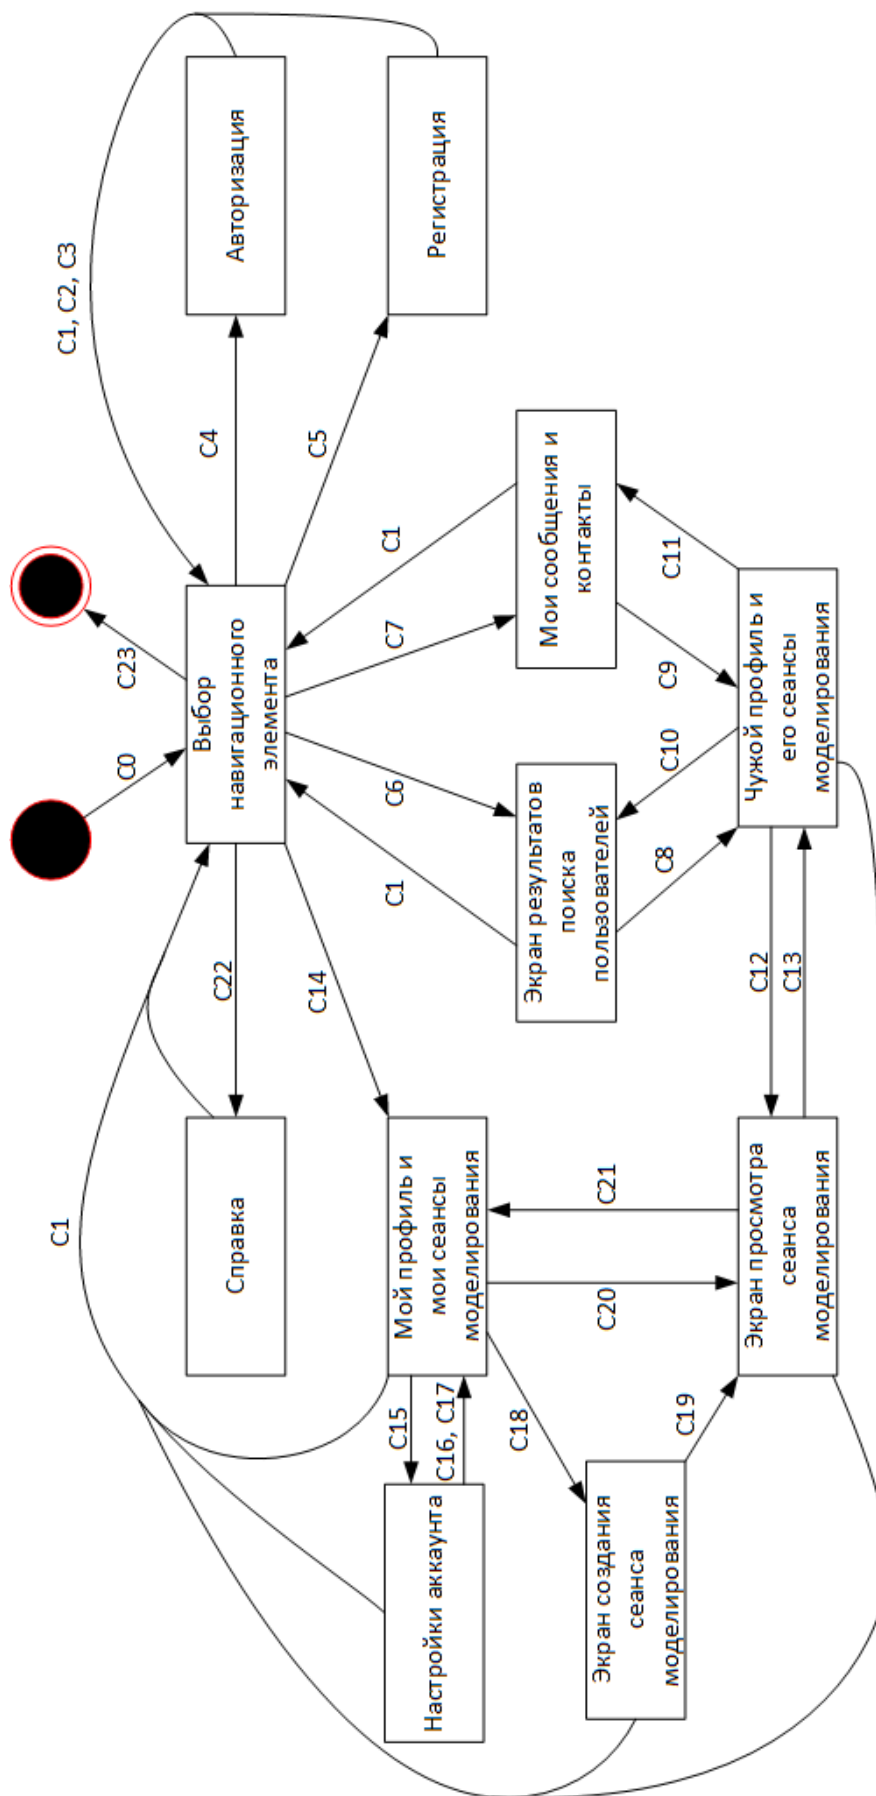 C1
C1, C2, C3
C0
C23
Справка
C22
Выбор
навигационного
элемента
C4
Авторизация
C14
C5
Регистрация
Настройки аккаунта
C15
C16, C17
Мой профиль и
мои сеансы
моделирования
C1
C6
C7
C1
Экран результатов
поиска
пользователей
Мои сообщения и
контакты
C18
C20
C21
C8
C10
C9
C11
Экран создания
сеанса
моделирования
C19
Экран просмотра
сеанса
моделирования
C12
C13
Чужой профиль и
его сеансы
моделирования